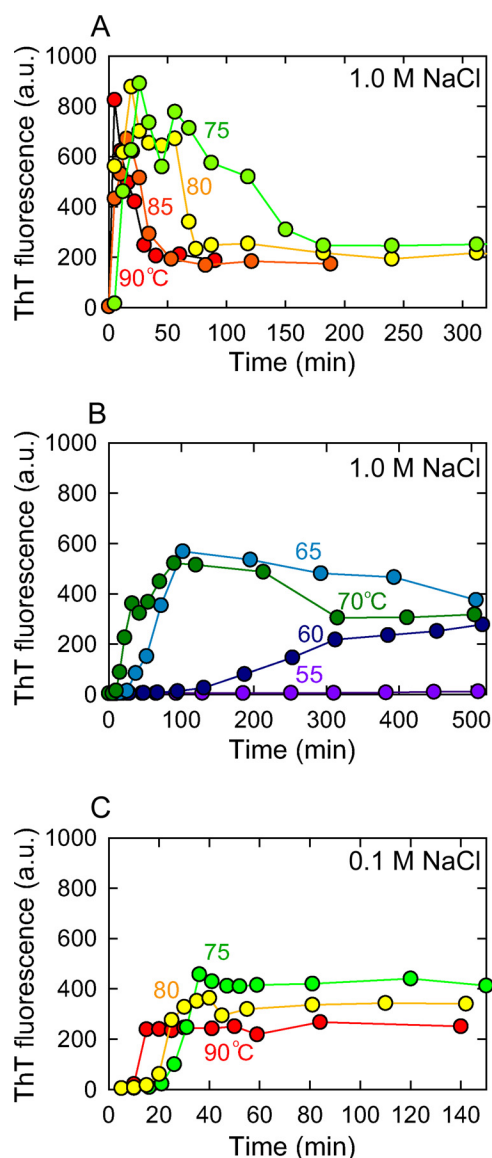 A
ThT fluorescence (a.u.)
1000
800
600
400
200
0
1.0 M NaCl
75
80
85
90°C
0 50 100 150 200 250 300
Time (min)
B
ThT fluorescence (a.u.)
1000
800
600
400
200
0
1.0 M NaCl
65
70°C
60
55
0 100 200 300 400 500
Time (min)
C
ThT fluorescence (a.u.)
1000
800
600
400
200
0
0.1 M NaCl
75
80
90°C
0 20 40 60 80 100 120 140
Time (min)